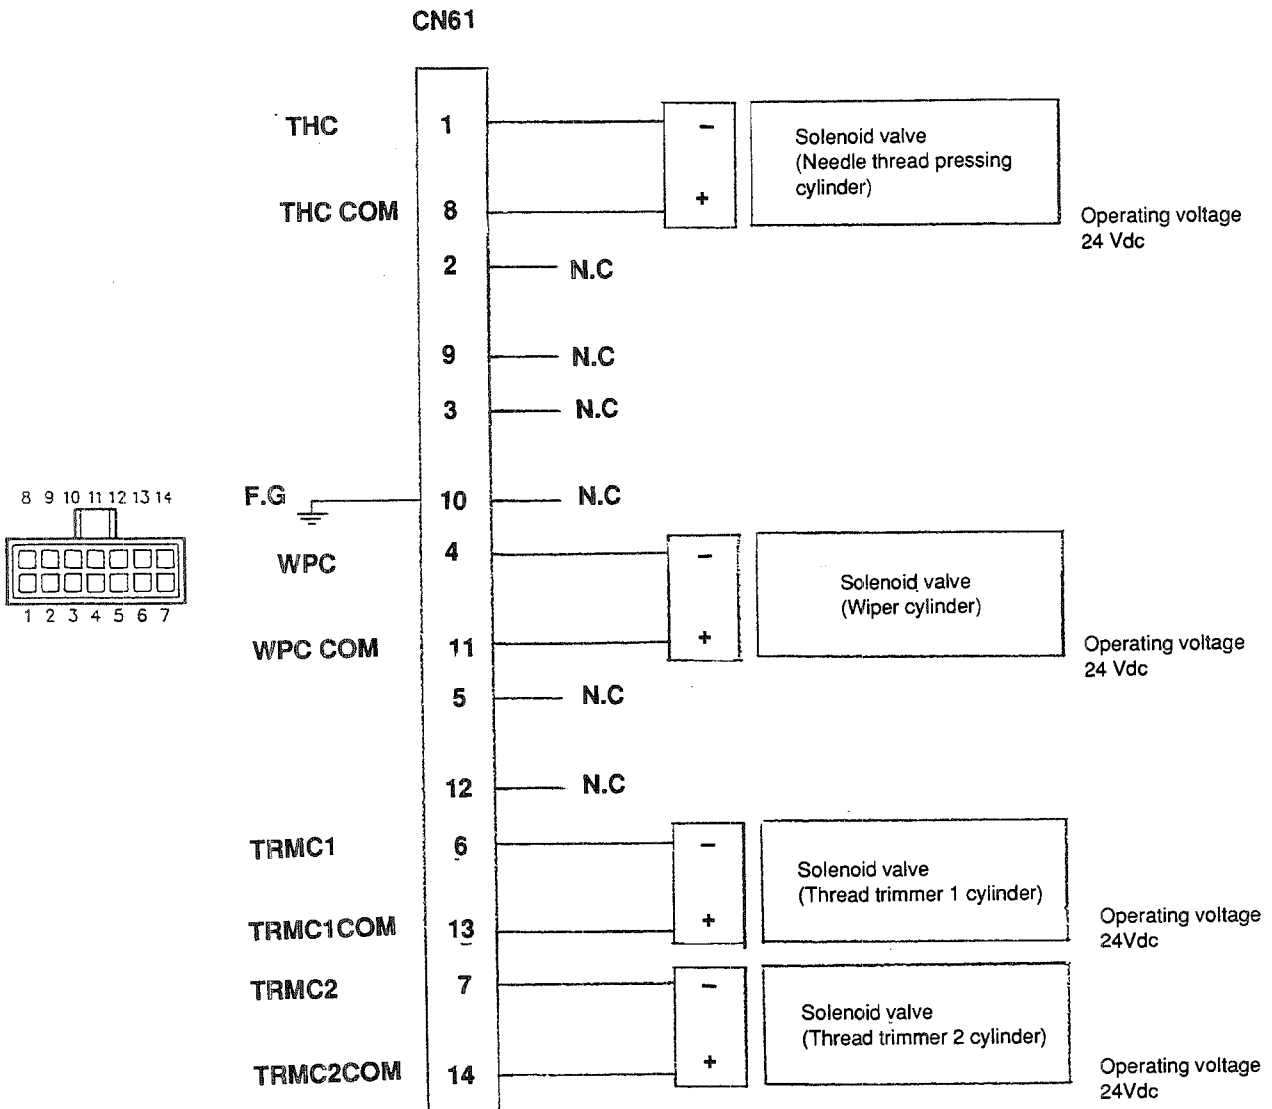 CN61
THC 1 - Solenoid valve
(Needle thread pressing
cylinder)
THC COM 8 +
Operating voltage
24 Vdc
2 N.C
9 N.C
3 N.C
F.G 10 N.C
8 9 10 11 12 13 14
1 2 3 4 5 6 7
WPC 4 -
Solenoid valve
(Wiper cylinder)
WPC COM 11 +
Operating voltage
24 Vdc
5 N.C
12 N.C
TRMC1 6 -
Solenoid valve
(Thread trimmer 1 cylinder)
TRMC1COM 13 +
Operating voltage
24Vdc
TRMC2 7 -
Solenoid valve
(Thread trimmer 2 cylinder)
TRMC2COM 14 +
Operating voltage
24Vdc